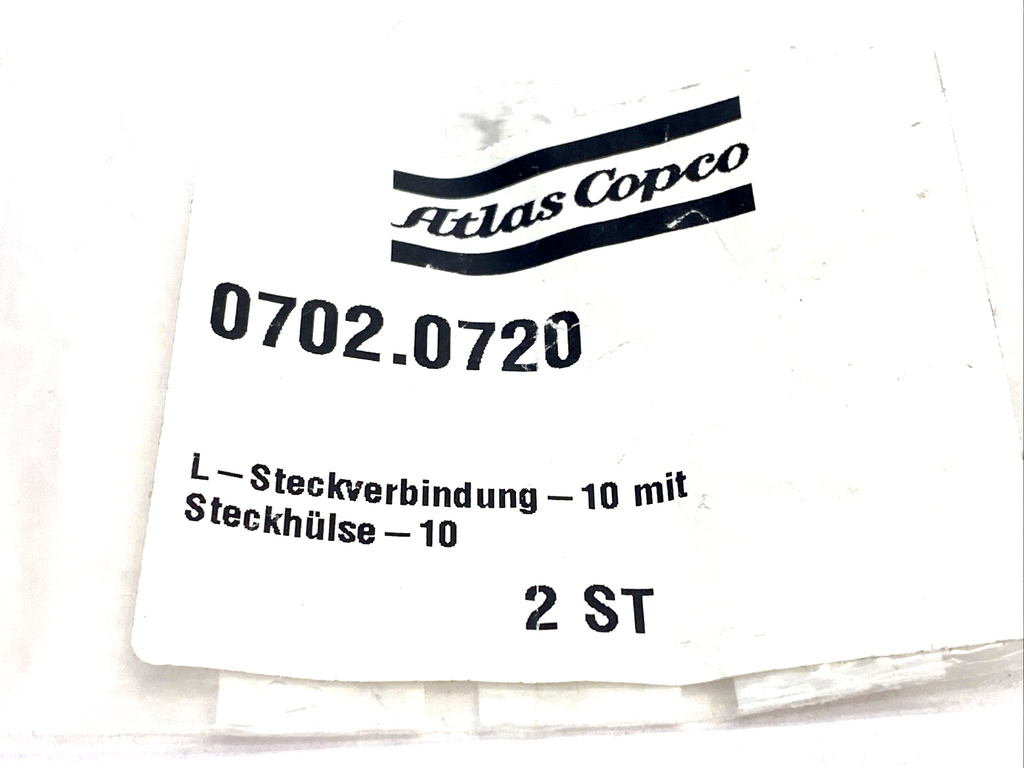 Atlas Copco
0702.0720
L-Steckverbindung-10 mit
Steckhülse-10
2 ST